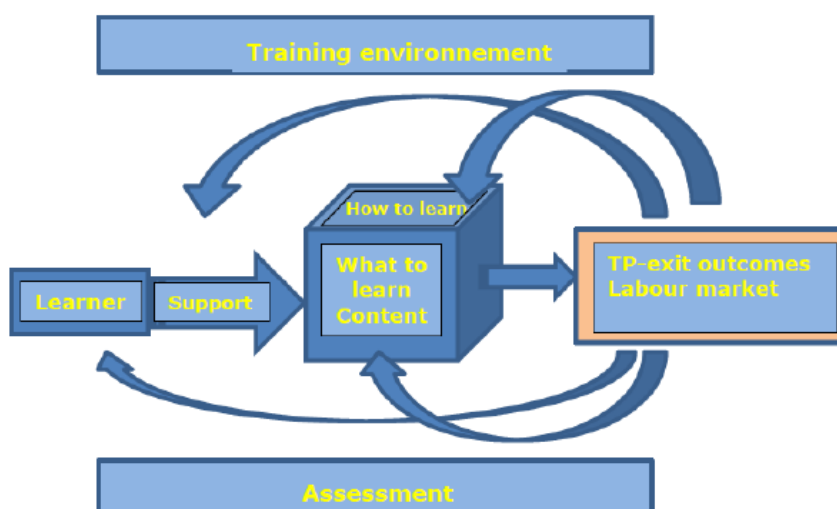 Training environnement
How to learn
What to
learn
Content
Learner
Support
TP-exit outcomes
Labour market
Assessment